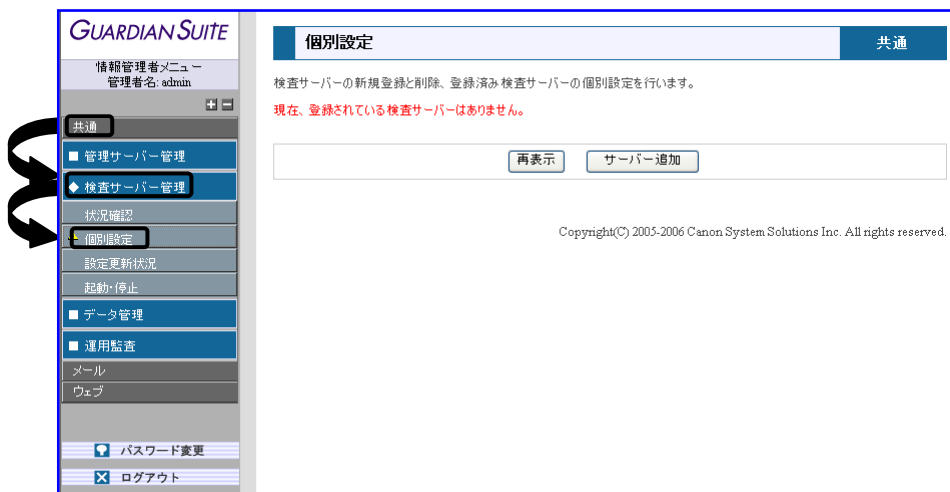 GUARDIAN SUITE
情報管理者メニュー
管理者名: admin
共通
管理サーバー管理
検査サーバー管理
状況確認
個別設定
設定更新状況
起動・停止
データ管理
運用監査
メール
ウェブ
パスワード変更
ログアウト
個別設定
共通
検査サーバーの新規登録と削除、登録済み検査サーバーの個別設定を行います。
現在、登録されている検査サーバーはありません。
再表示 サーバー追加
Copyright(C) 2005-2006 Canon System Solutions Inc. All rights reserved.